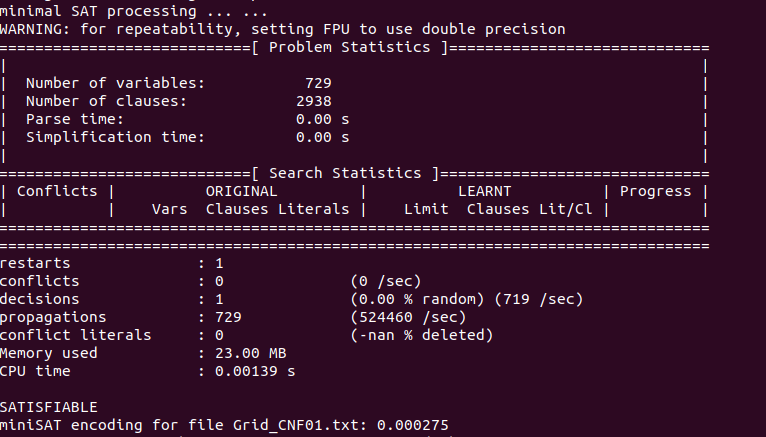 minimal SAT processing ... ...
WARNING: for repeatability, setting FPU to use double precision
============================[ Problem Statistics ]=============================
|                                                                             |
|  Number of variables:           729                                         |
|  Number of clauses:            2938                                         |
|  Parse time:                   0.00 s                                       |
|  Simplification time:          0.00 s                                       |
|                                                                             |
============================[ Search Statistics ]==============================
| Conflicts |          ORIGINAL         |          LEARNT          | Progress |
|           |    Vars  Clauses Literals |    Limit  Clauses Lit/Cl |          |
===============================================================================
===============================================================================
restarts              : 1
conflicts             : 0              (0 /sec)
decisions             : 1              (0.00 % random) (719 /sec)
propagations          : 729            (524460 /sec)
conflict literals     : 0              (-nan % deleted)
Memory used           : 23.00 MB
CPU time              : 0.00139 s
SATISFIABLE
miniSAT encoding for file Grid_CNF01.txt: 0.000275